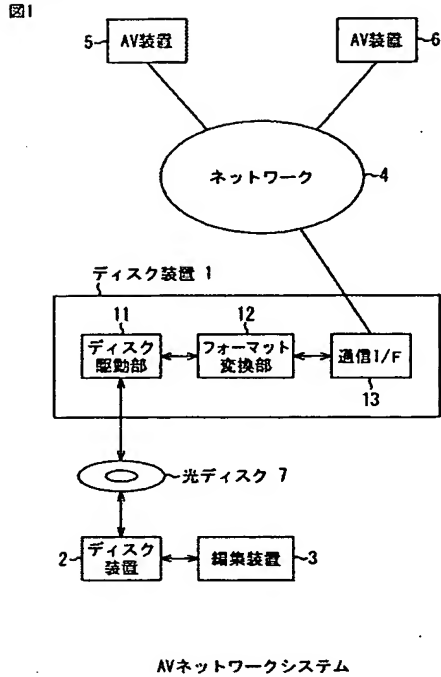 図1
5 AV装置
AV装置 6
ネットワーク 4
ディスク装置 1
11 12
ディスク駆動部
フォーマット変換部
通信I/F
13
光ディスク 7
2 ディスク装置
編集装置 3
AVネットワークシステム